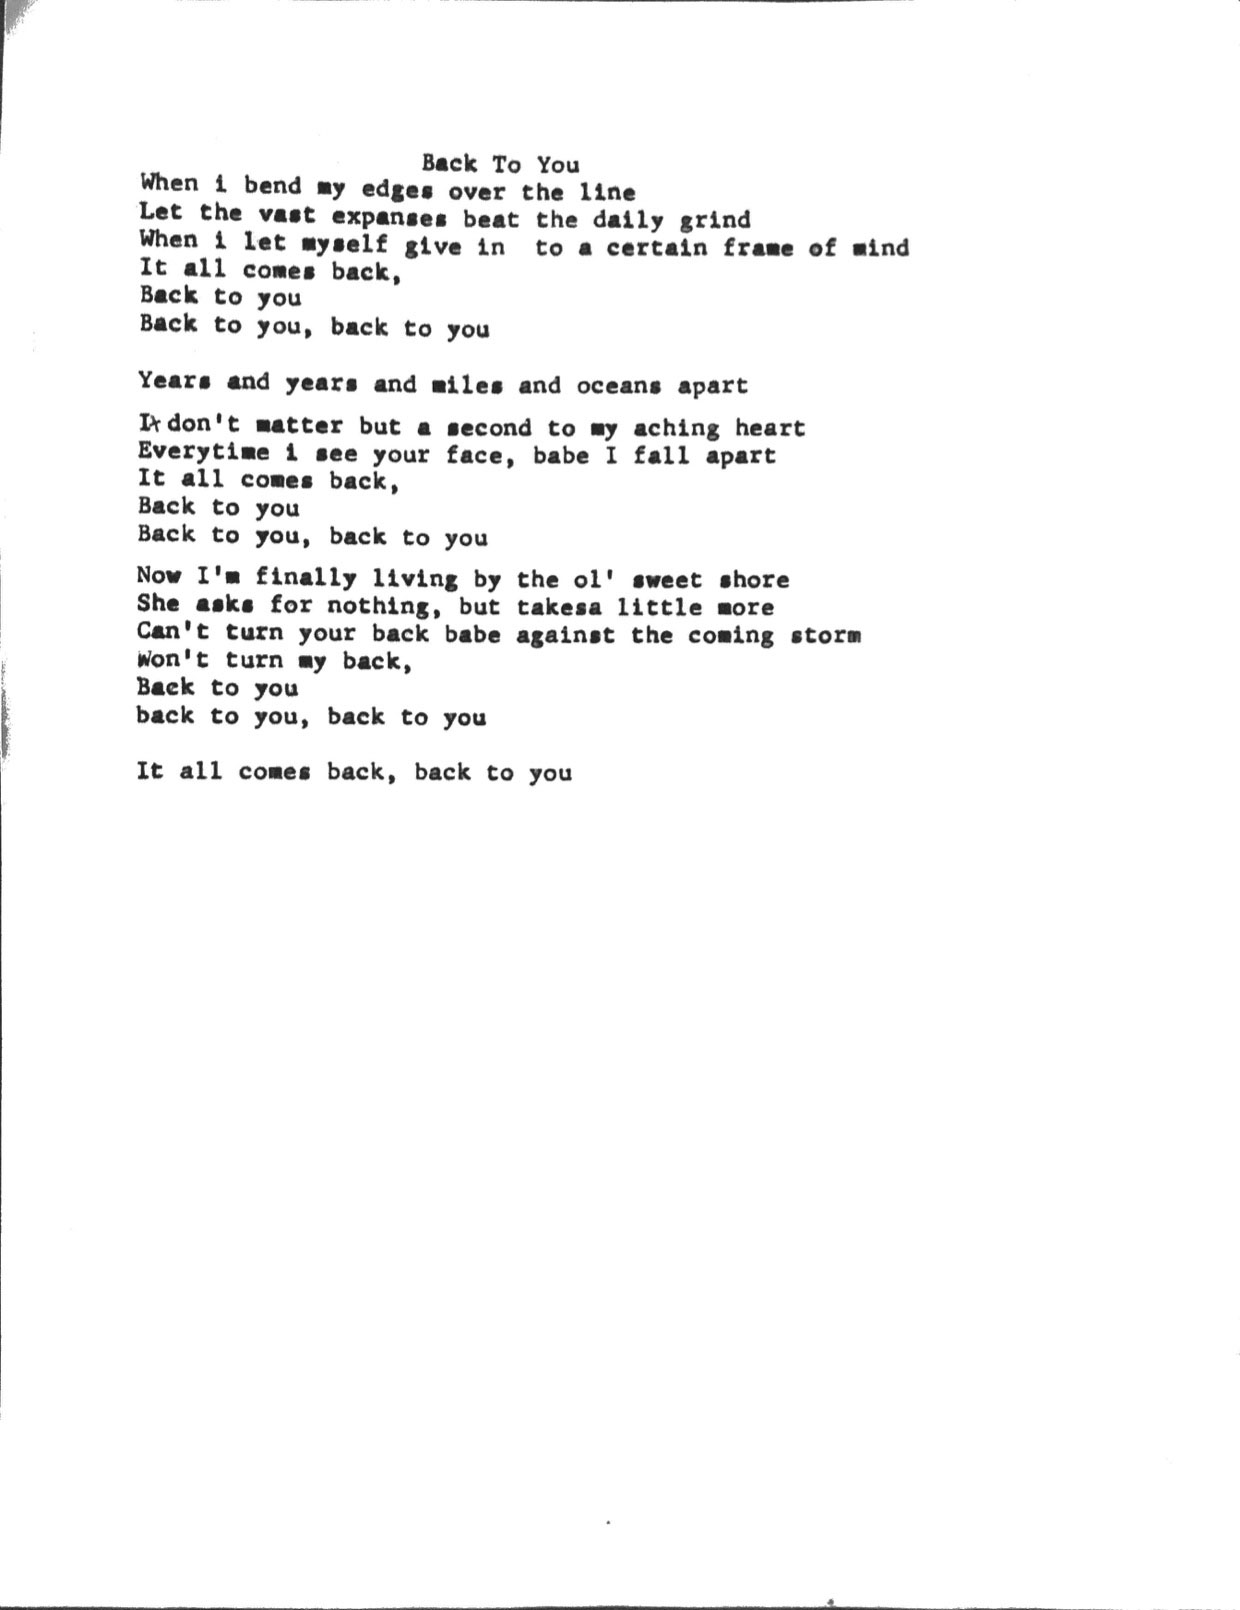 Back To You
When i bend my edges over the line
Let the vast expanses beat the daily grind
When i let myself give in  to a certain frame of mind
It all comes back,
Back to you
Back to you, back to you
Years and years and miles and oceans apart
It don't matter but a second to my aching heart
Everytime i see your face, babe I fall apart
It all comes back,
Back to you
Back to you, back to you
Now I'm finally living by the ol' sweet shore
She asks for nothing, but takesa little more
Can't turn your back babe against the coming storm
Won't turn my back,
Back to you
back to you, back to you
It all comes back, back to you